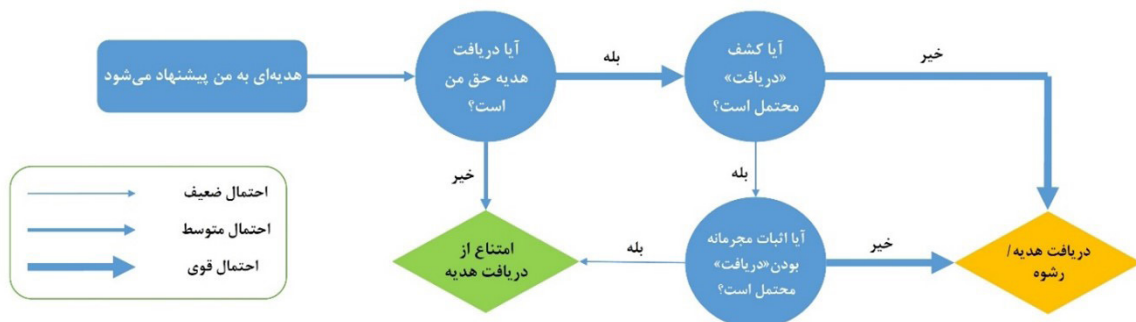 هدیه‌ای به من پیشنهاد می‌شود
آیا دریافت
هدیه حق من
است؟
بله
آیا کشف
«دریافت»
محتمل است؟
خیر
خیر
بله
احتمال ضعیف
احتمال متوسط
احتمال قوی
امتناع از
دریافت هدیه
بله
آیا اثبات مجرمانه
بودن«دریافت»
محتمل است؟
خیر
دریافت هدیه/
رشوه